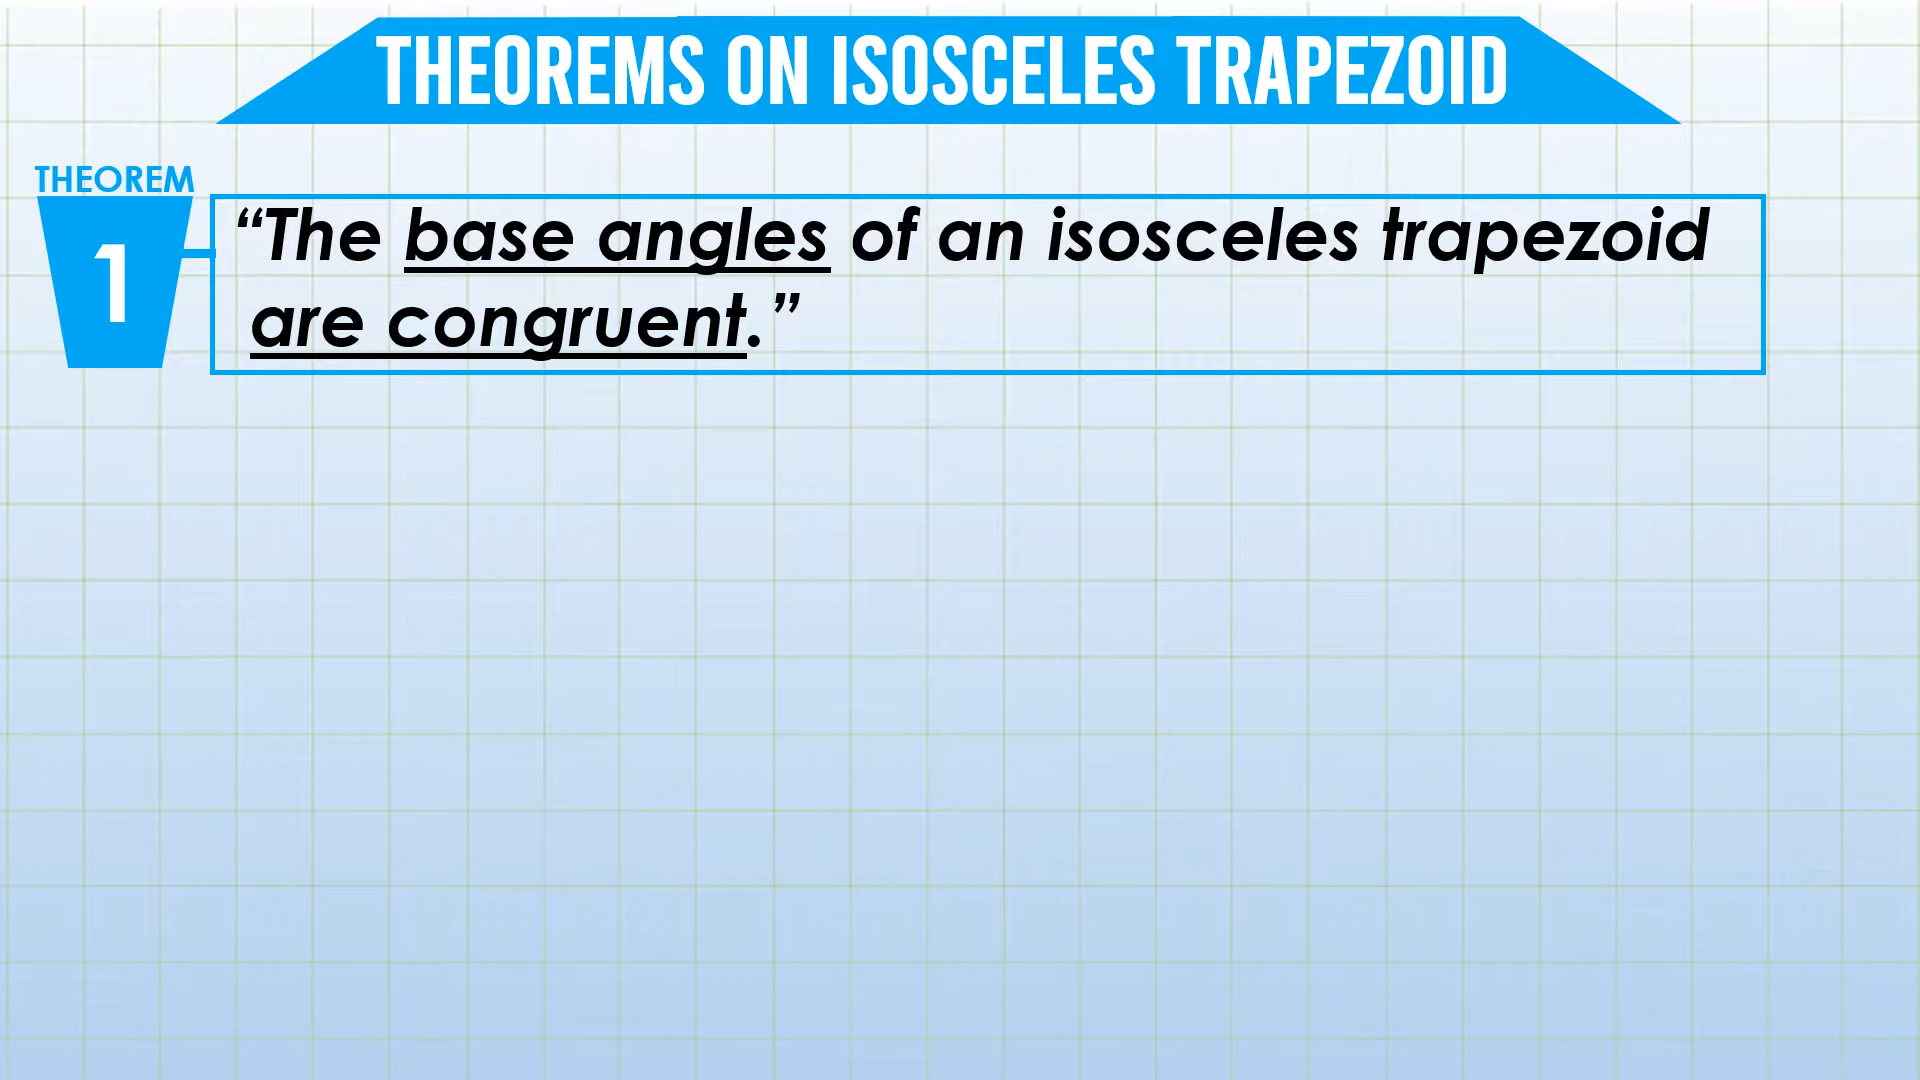 THEOREMS ON ISOSCELES TRAPEZOID
THEOREM
1
“The base angles of an isosceles trapezoid
are congruent.”